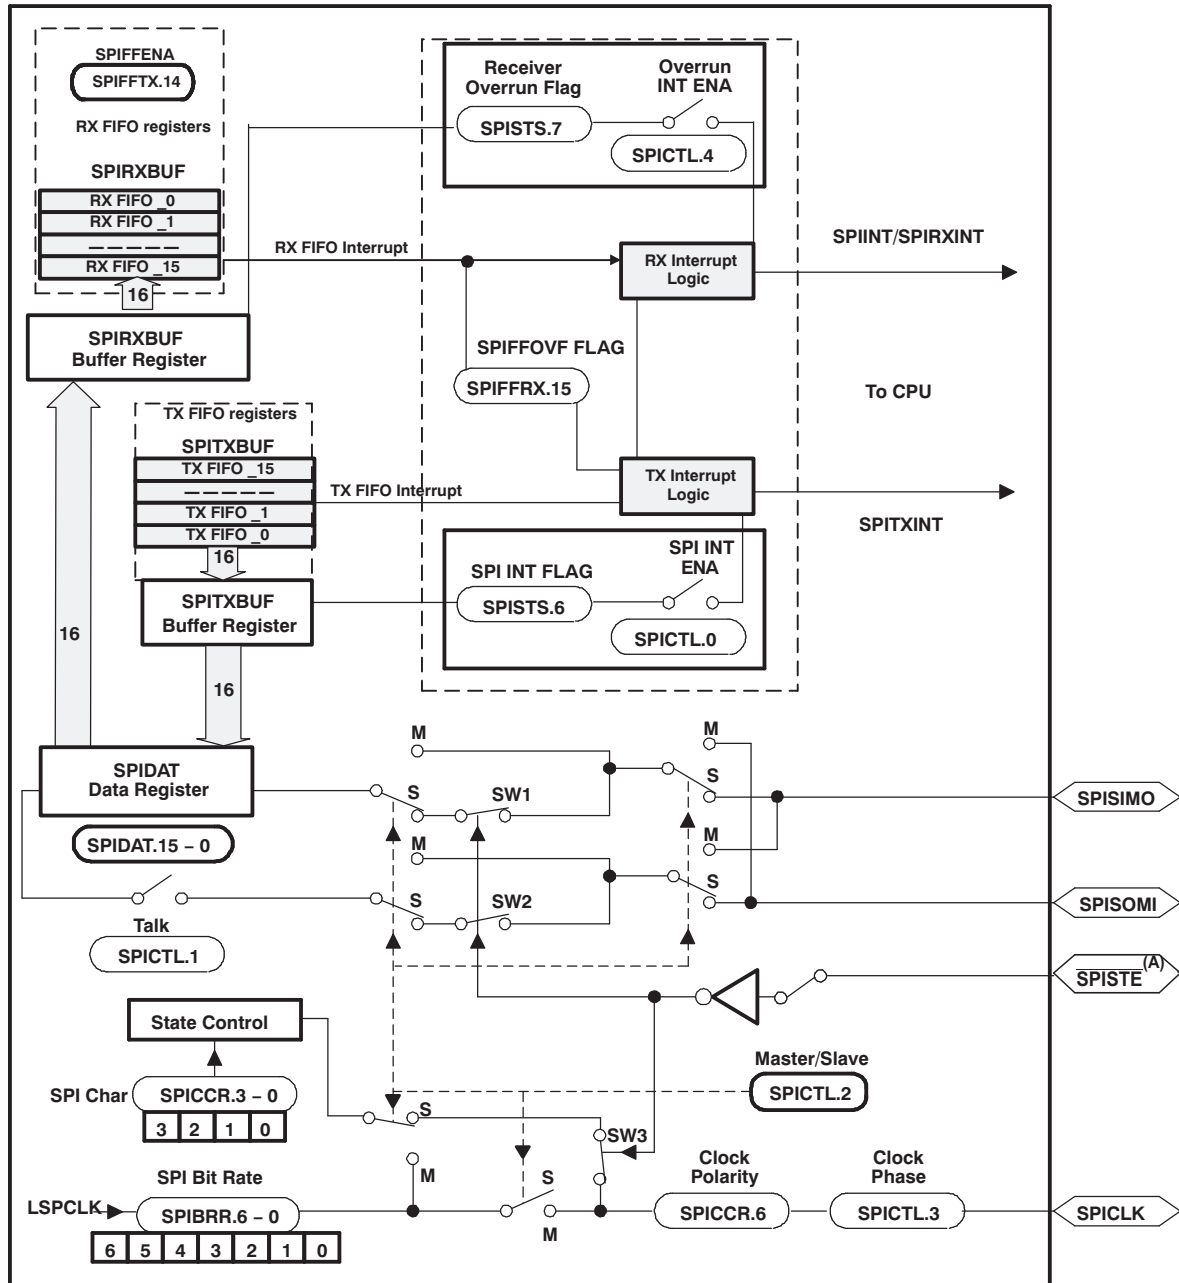 SPIFFENA
SPIFFTX.14
RX FIFO registers
SPIRXBUF
RX FIFO _0
RX FIFO _1
— — — — —
RX FIFO _15
16
SPIRXBUF
Buffer Register
Receiver
Overrun Flag
SPISTS.7
Overrun
INT ENA
SPICTL.4
RX FIFO Interrupt
RX Interrupt
Logic
SPIINT/SPIRXINT
SPIFFOVF FLAG
SPIFFRX.15
To CPU
TX FIFO registers
SPITXBUF
TX FIFO _15
— — — — —
TX FIFO _1
TX FIFO _0
16
TX FIFO Interrupt
TX Interrupt
Logic
SPITXINT
SPITXBUF
Buffer Register
16
16
SPI INT FLAG
SPISTS.6
SPI INT
ENA
SPICTL.0
SPIDAT
Data Register
SPIDAT.15 – 0
M
S
SW1
M
S
SPISIMO
M
S
SW2
M
S
SPISOMI
Talk
SPICTL.1
SPISTE (A)
State Control
SPI Char
SPICCR.3 – 0
3 2 1 0
Master/Slave
SPICTL.2
S
M
SW3
SPI Bit Rate
LSPCLK
SPIBRR.6 – 0
6 5 4 3 2 1 0
S
M
Clock
Polarity
SPICCR.6
Clock
Phase
SPICTL.3
SPICLK